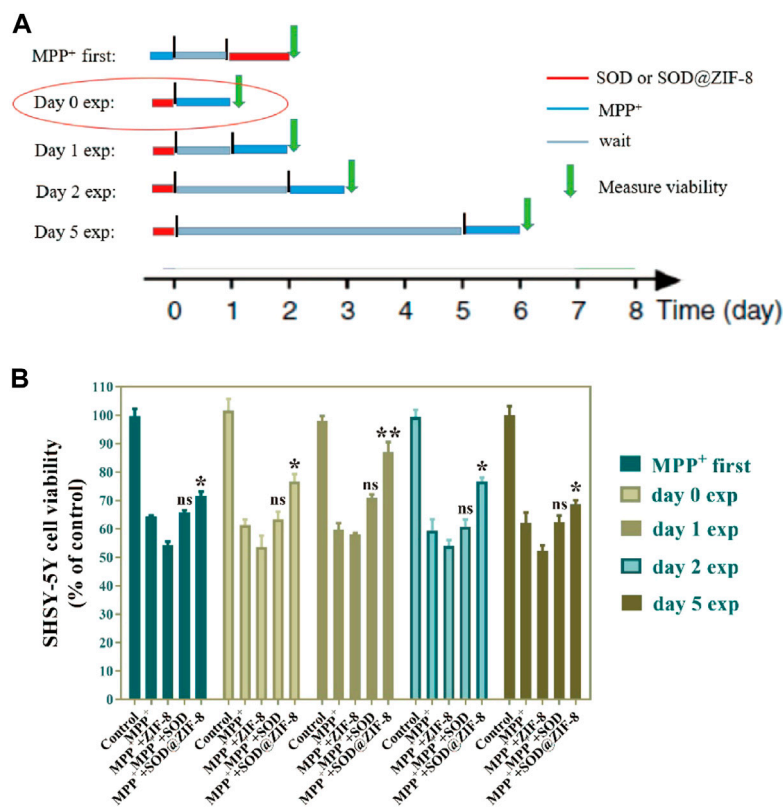 A
MPP⁺ first:
Day 0 exp:
Day 1 exp:
Day 2 exp:
Day 5 exp:
SOD or SOD@ZIF-8
MPP⁺
wait
Measure viability
0 1 2 3 4 5 6 7 8 Time (day)
B
SHSY-5Y cell viability
(% of control)
110
100
90
80
70
60
50
40
30
20
10
0
ns * ns * ns ** ns * ns *
Control MPP⁺ MPP⁺+ZIF-8 MPP⁺+SOD MPP⁺+SOD@ZIF-8
Control MPP⁺ MPP⁺+ZIF-8 MPP⁺+SOD MPP⁺+SOD@ZIF-8
Control MPP⁺ MPP⁺+ZIF-8 MPP⁺+SOD MPP⁺+SOD@ZIF-8
Control MPP⁺ MPP⁺+ZIF-8 MPP⁺+SOD MPP⁺+SOD@ZIF-8
Control MPP⁺ MPP⁺+ZIF-8 MPP⁺+SOD MPP⁺+SOD@ZIF-8
MPP⁺ first
day 0 exp
day 1 exp
day 2 exp
day 5 exp